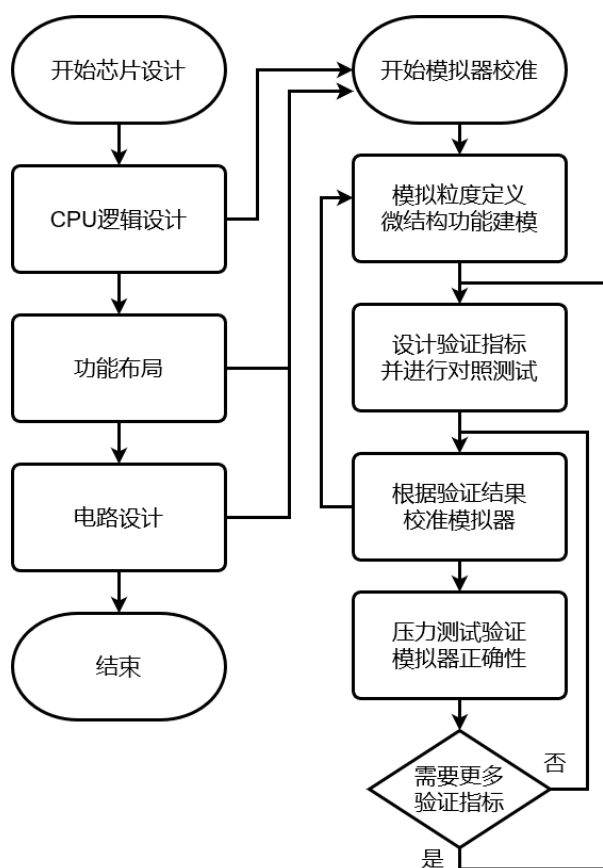 开始芯片设计
CPU逻辑设计
功能布局
电路设计
结束
开始模拟器校准
模拟粒度定义
微结构功能建模
设计验证指标
并进行对照测试
根据验证结果
校准模拟器
压力测试验证
模拟器正确性
需要更多
验证指标
否
是